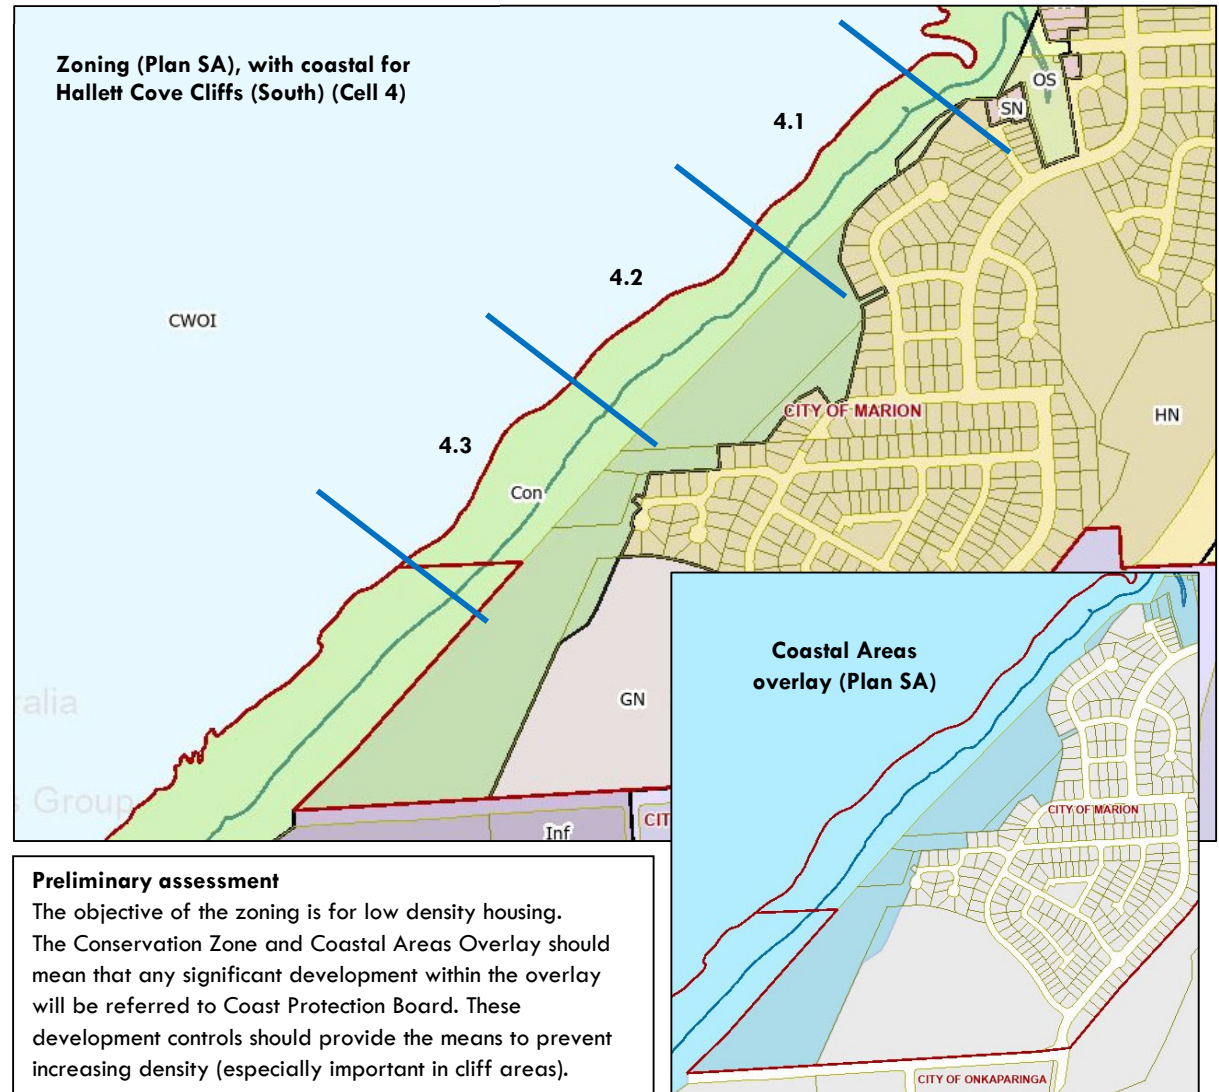 Zoning (Plan SA), with coastal for
Hallett Cove Cliffs (South) (Cell 4)
OS
SN
4.1
4.2
CWOI
CITY OF MARION
HN
4.3
Con
GN
ralia
s Group
Inf
CIT
Coastal Areas
overlay (Plan SA)
CITY OF MARION
CITY OF ONKAPARINGA
Preliminary assessment
The objective of the zoning is for low density housing.
The Conservation Zone and Coastal Areas Overlay should
mean that any significant development within the overlay
will be referred to Coast Protection Board. These
development controls should provide the means to prevent
increasing density (especially important in cliff areas).